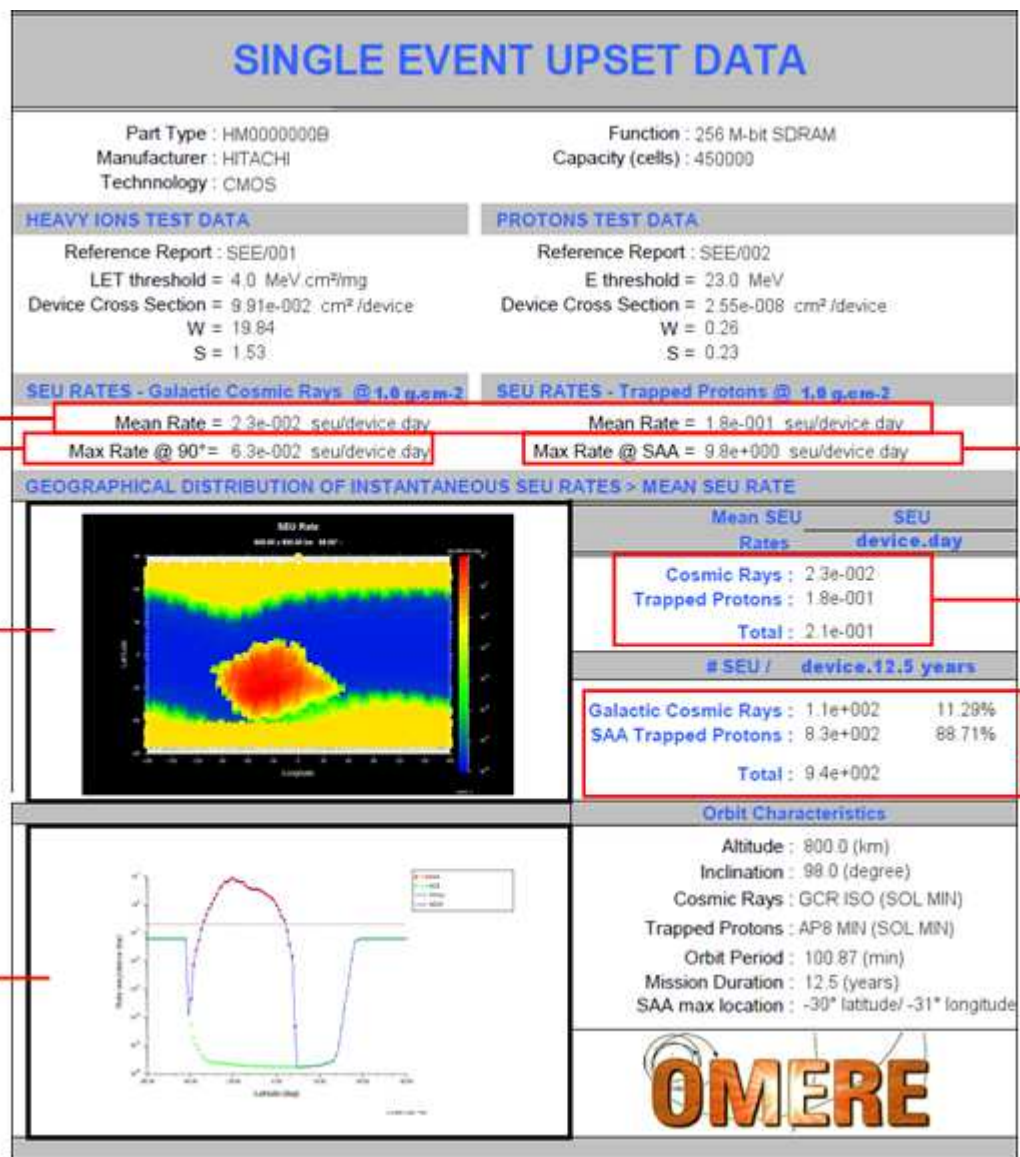 SINGLE EVENT UPSET DATA
Part Type : HM0000000B
Manufacturer : HITACHI
Technnology : CMOS
Function : 256 M-bit SDRAM
Capacity (cells) : 450000
HEAVY IONS TEST DATA
Reference Report : SEE/001
LET threshold = 4.0 MeV.cm²/mg
Device Cross Section = 9.91e-002 cm² /device
W = 19.84
S = 1.53
PROTONS TEST DATA
Reference Report : SEE/002
E threshold = 23.0 MeV
Device Cross Section = 2.55e-008 cm² /device
W = 0.26
S = 0.23
SEU RATES - Galactic Cosmic Rays @ 1.0 g.cm-2
Mean Rate = 2.3e-002 seu/device.day
Max Rate @ 90°= 6.3e-002 seu/device.day
SEU RATES - Trapped Protons @ 1.0 g.cm-2
Mean Rate = 1.8e-001 seu/device.day
Max Rate @ SAA = 9.8e+000 seu/device.day
GEOGRAPHICAL DISTRIBUTION OF INSTANTANEOUS SEU RATES > MEAN SEU RATE
SEU Rate
Latitude
Longitude
Mean SEU Rates
SEU
device.day
Cosmic Rays : 2.3e-002
Trapped Protons : 1.8e-001
Total : 2.1e-001
# SEU / device.12.5 years
Galactic Cosmic Rays : 1.1e+002 11.29%
SAA Trapped Protons : 8.3e+002 88.71%
Total : 9.4e+002
Latitude (deg)
Orbit Characteristics
Altitude : 800.0 (km)
Inclination : 98.0 (degree)
Cosmic Rays : GCR ISO (SOL MIN)
Trapped Protons : AP8 MIN (SOL MIN)
Orbit Period : 100.87 (min)
Mission Duration : 12.5 (years)
SAA max location : -30° latitude/ -31° longitude
OMERE